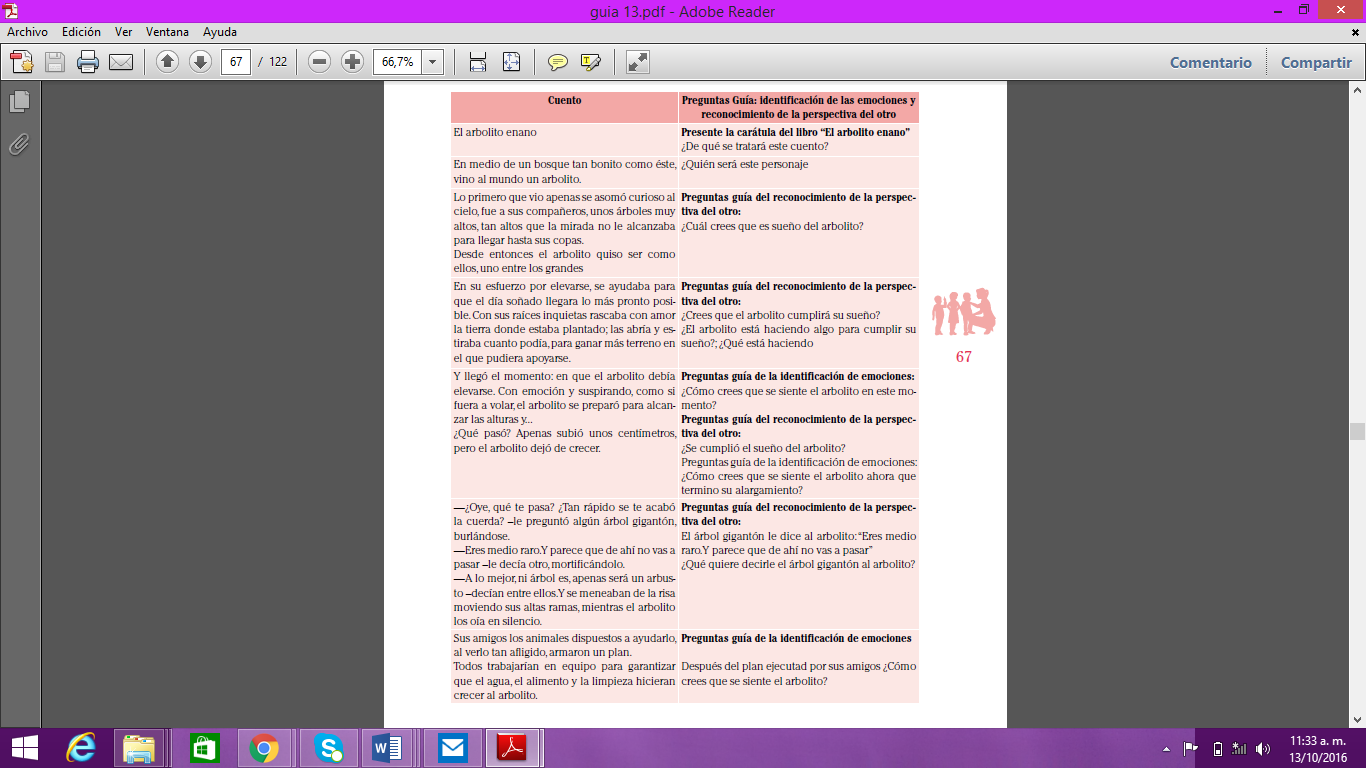 guia 13.pdf - Adobe Reader
Archivo Edición Ver Ventana Ayuda
67 / 122 66,7% Comentario Compartir
Cuento
Preguntas Guía: identificación de las emociones y
reconocimiento de la perspectiva del otro
El arbolito enano
Presente la carátula del libro “El arbolito enano”
¿De qué se tratará este cuento?
En medio de un bosque tan bonito como éste,
vino al mundo un arbolito.
¿Quién será este personaje
Lo primero que vio apenas se asomó curioso al
cielo, fue a sus compañeros, unos árboles muy
altos, tan altos que la mirada no le alcanzaba
para llegar hasta sus copas.
Desde entonces el arbolito quiso ser como
ellos, uno entre los grandes
Preguntas guía del reconocimiento de la perspec-
tiva del otro:
¿Cuál crees que es sueño del arbolito?
En su esfuerzo por elevarse, se ayudaba para
que el día soñado llegara lo más pronto posi-
ble. Con sus raíces inquietas rascaba con amor
la tierra donde estaba plantado; las abría y es-
tiraba cuanto podía, para ganar más terreno en
el que pudiera apoyarse.
Preguntas guía del reconocimiento de la perspec-
tiva del otro:
¿Crees que el arbolito cumplirá su sueño?
¿El arbolito está haciendo algo para cumplir su
sueño?; ¿Qué está haciendo
67
Y llegó el momento: en que el arbolito debía
elevarse. Con emoción y suspirando, como si
fuera a volar, el arbolito se preparó para alcan-
zar las alturas y...
¿Qué pasó? Apenas subió unos centímetros,
pero el arbolito dejó de crecer.
Preguntas guía de la identificación de emociones:
¿Cómo crees que se siente el arbolito en este mo-
mento?
Preguntas guía del reconocimiento de la perspec-
tiva del otro:
¿Se cumplió el sueño del arbolito?
Preguntas guía de la identificación de emociones:
¿Cómo crees que se siente el arbolito ahora que
termino su alargamiento?
—¿Oye, qué te pasa? ¿Tan rápido se te acabó
la cuerda? –le preguntó algún árbol gigantón,
burlándose.
—Eres medio raro.Y parece que de ahí no vas a
pasar –le decía otro, mortificándolo.
—A lo mejor, ni árbol es, apenas será un arbus-
to –decían entre ellos.Y se meneaban de la risa
moviendo sus altas ramas, mientras el arbolito
los oía en silencio.
Preguntas guía del reconocimiento de la perspec-
tiva del otro:
El árbol gigantón le dice al arbolito: “Eres medio
raro.Y parece que de ahí no vas a pasar”
¿Qué quiere decirle el árbol gigantón al arbolito?
Sus amigos los animales dispuestos a ayudarlo,
al verlo tan afligido, armaron un plan.
Todos trabajarían en equipo para garantizar
que el agua, el alimento y la limpieza hicieran
crecer al arbolito.
Preguntas guía de la identificación de emociones
Después del plan ejecutad por sus amigos ¿Cómo
crees que se siente el arbolito?
11:33 a. m.
13/10/2016